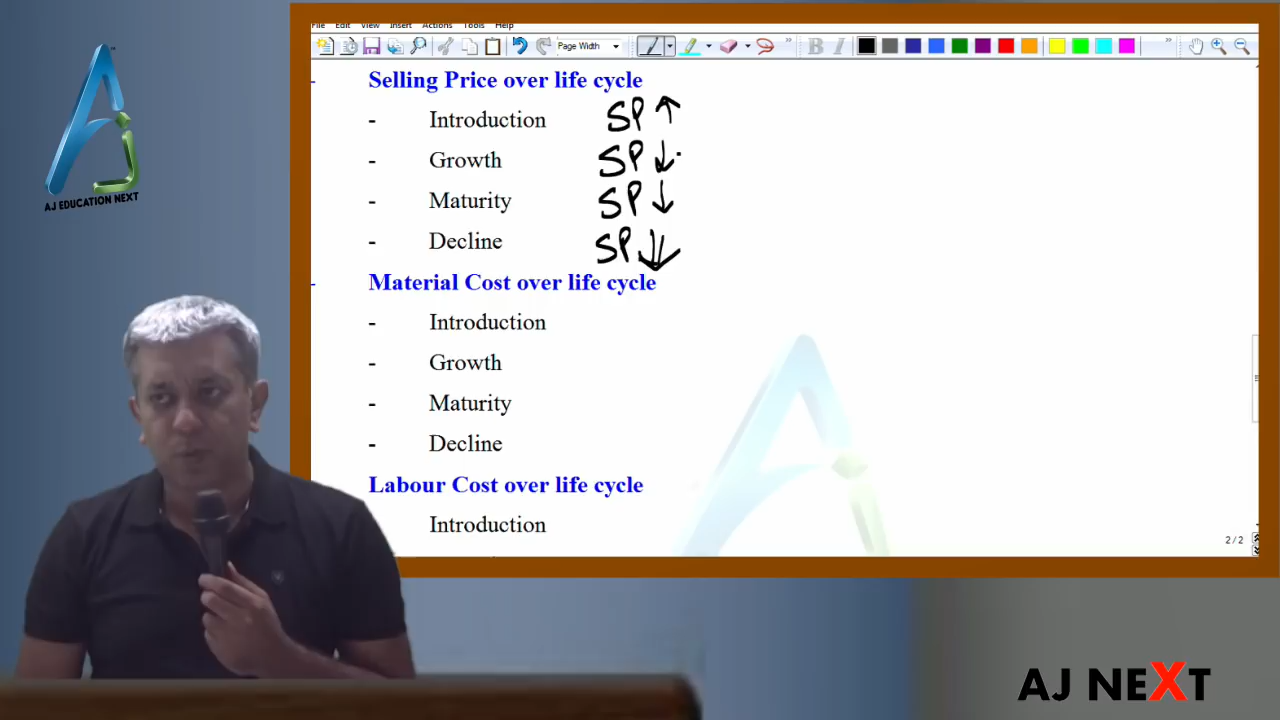 File Edit View Insert Actions Tools Help
Page Width
B I
- Selling Price over life cycle
- Introduction SP ↑
- Growth SP ↓
- Maturity SP ↓
- Decline SP ↓↓
- Material Cost over life cycle
- Introduction
- Growth
- Maturity
- Decline
Labour Cost over life cycle
Introduction
2 / 2
AJ EDUCATION NEXT
AJ NEXT